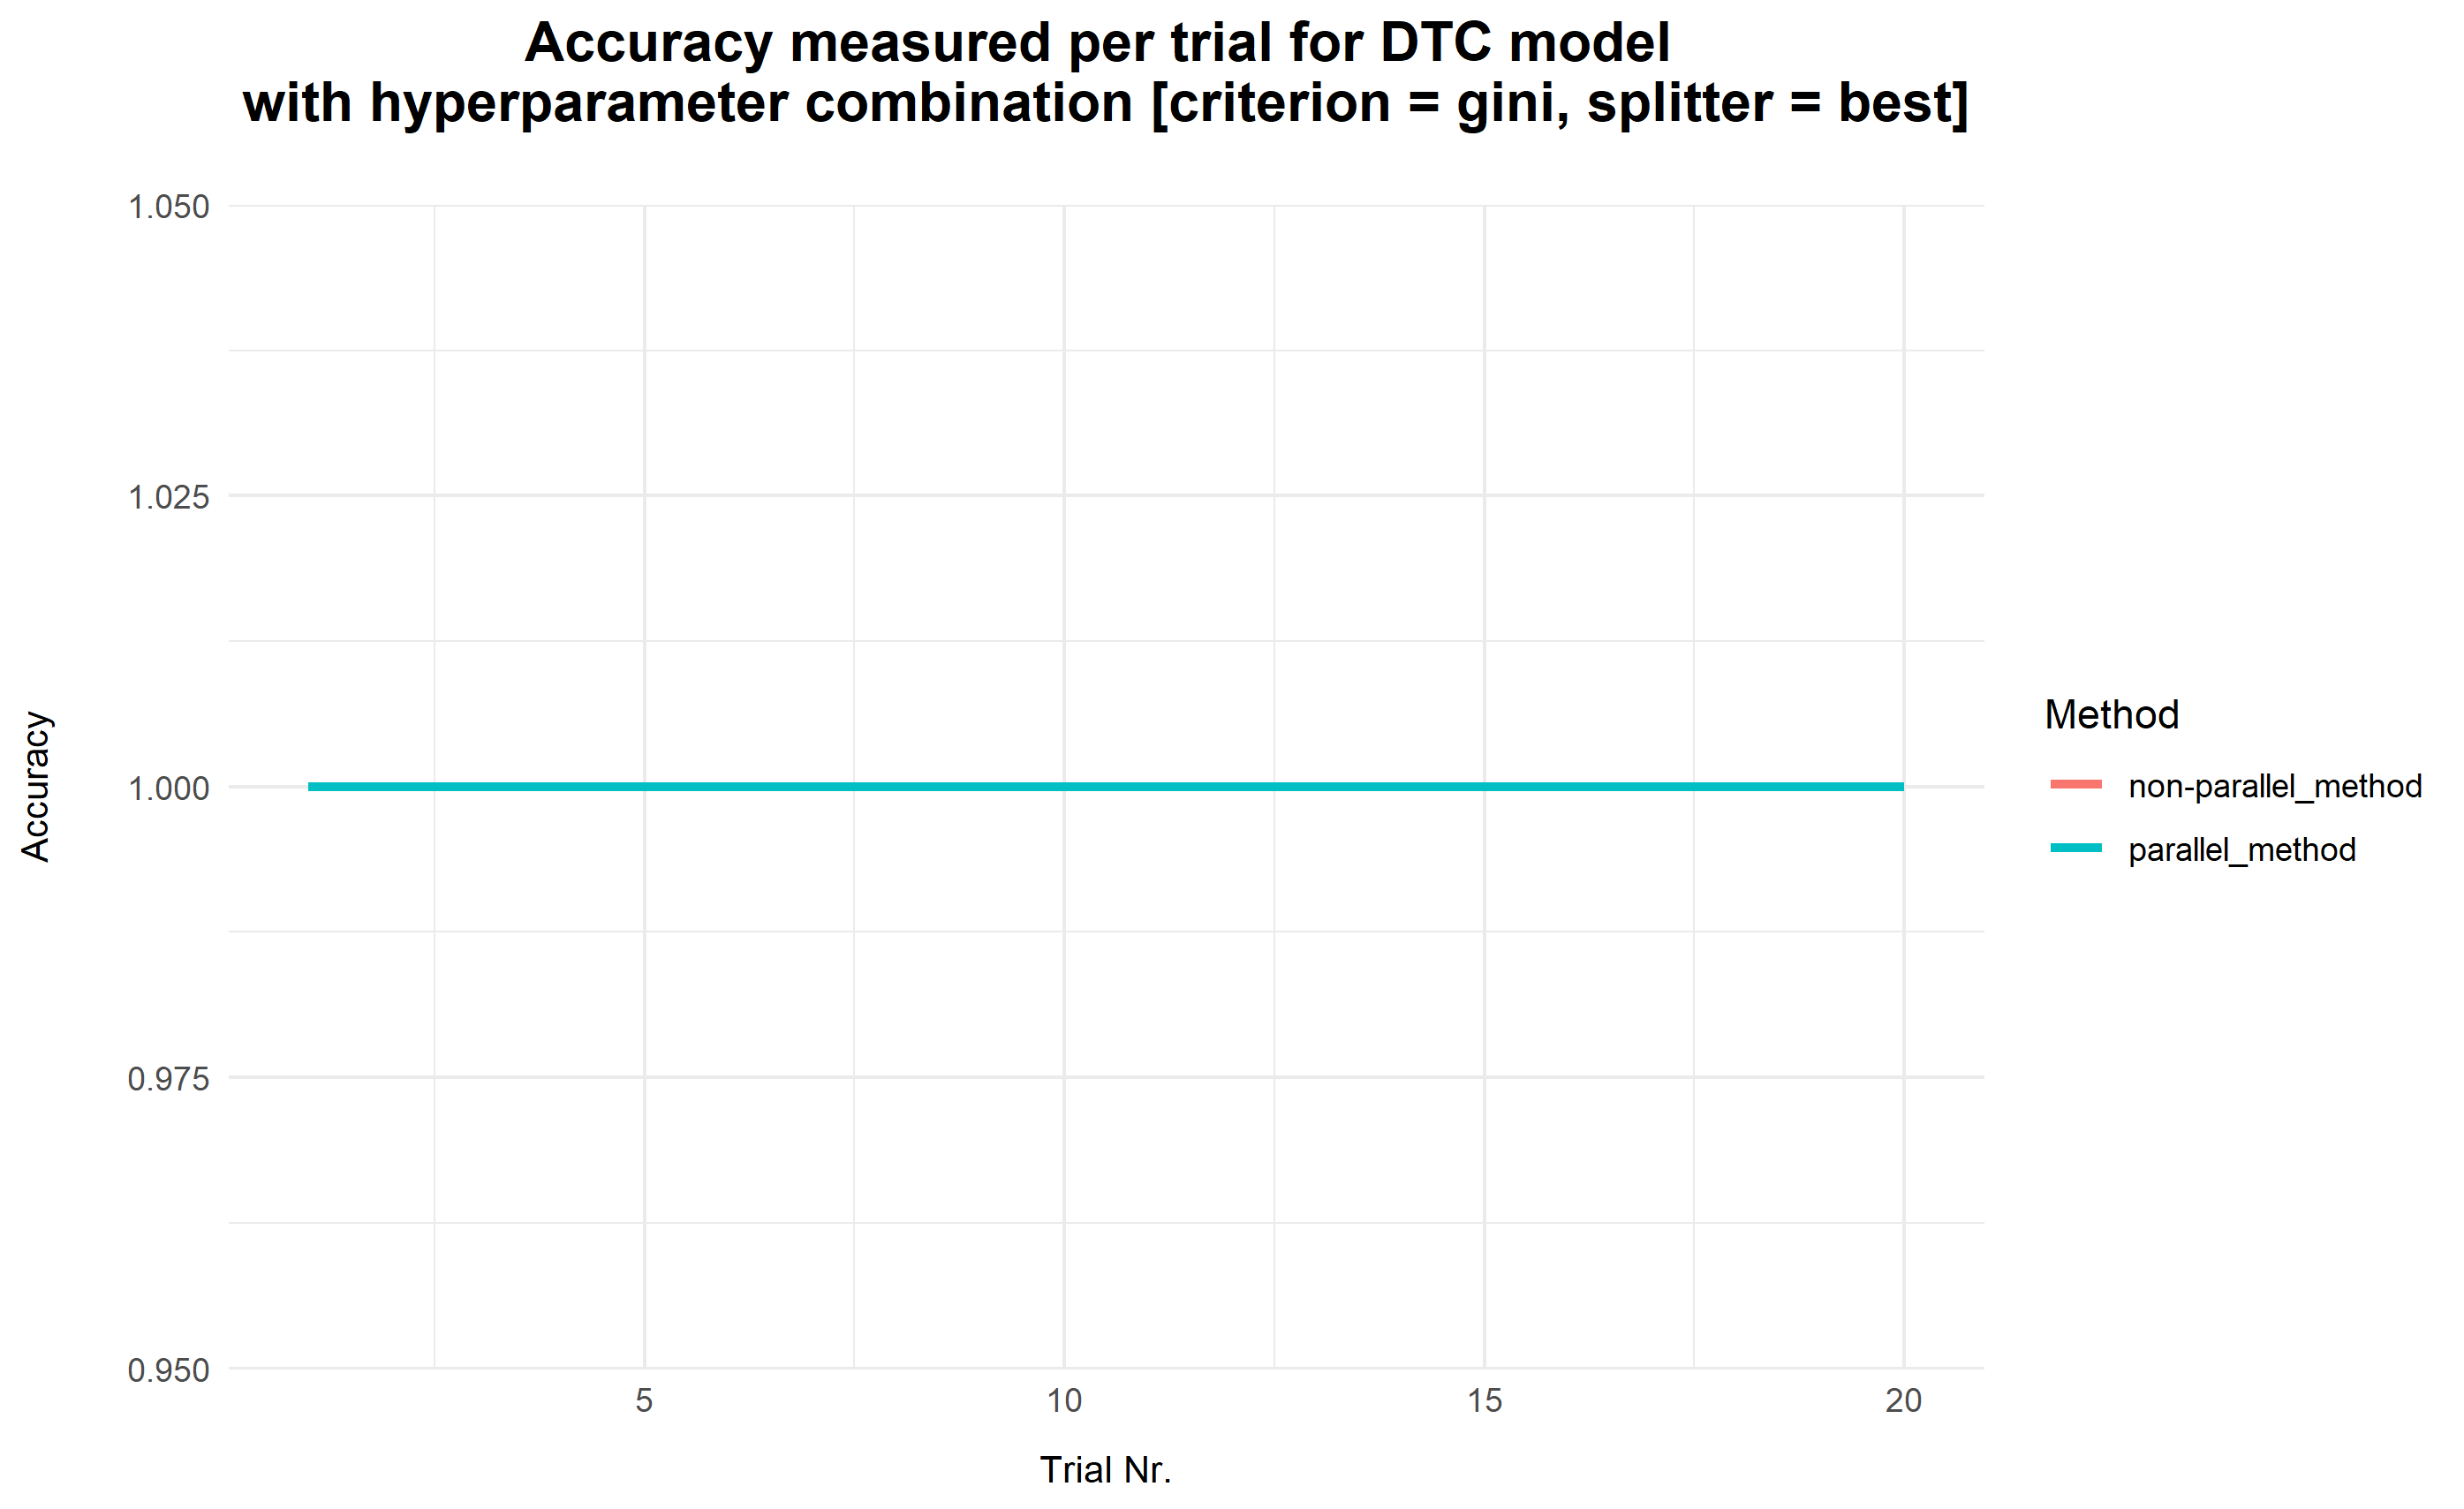 Accuracy measured per trial for DTC model
with hyperparameter combination [criterion = gini, splitter = best]
1.050
1.025
1.000
0.975
0.950
Accuracy
5
10
15
20
Trial Nr.
Method
non-parallel_method
parallel_method